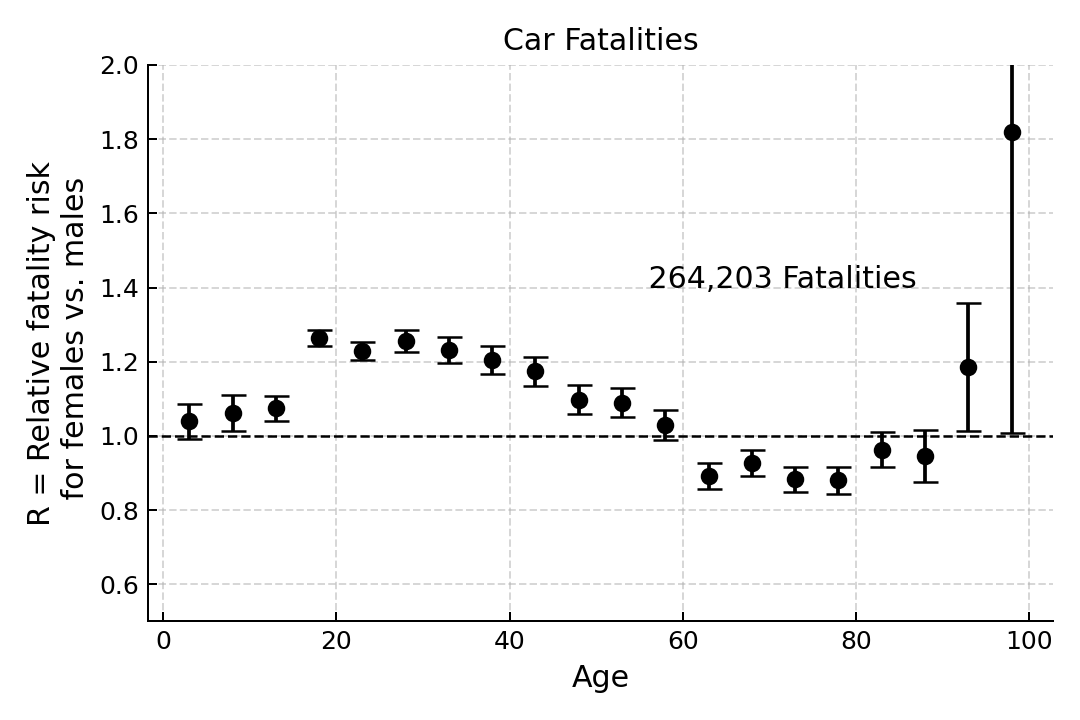 Car Fatalities
R = Relative fatality risk
for females vs. males
2.0
1.8
1.6
1.4
1.2
1.0
0.8
0.6
264,203 Fatalities
0
20
40
60
80
100
Age